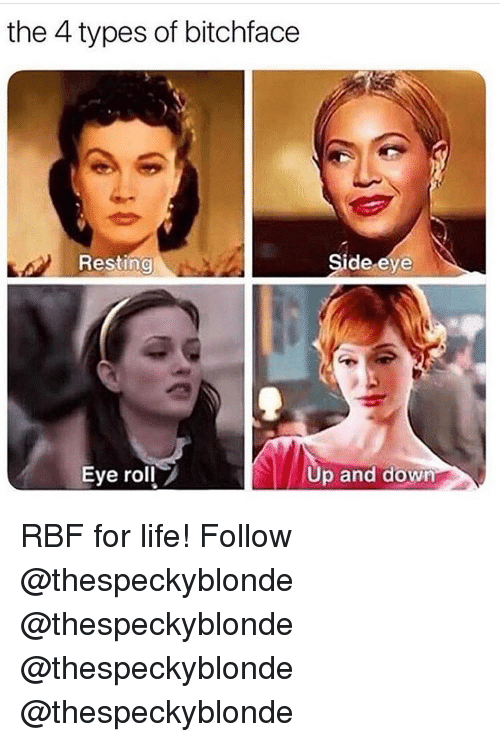 the 4 types of bitchface
Resting
Side eye
Eye roll
Up and down
RBF for life! Follow
@thespeckyblonde
@thespeckyblonde
@thespeckyblonde
@thespeckyblonde